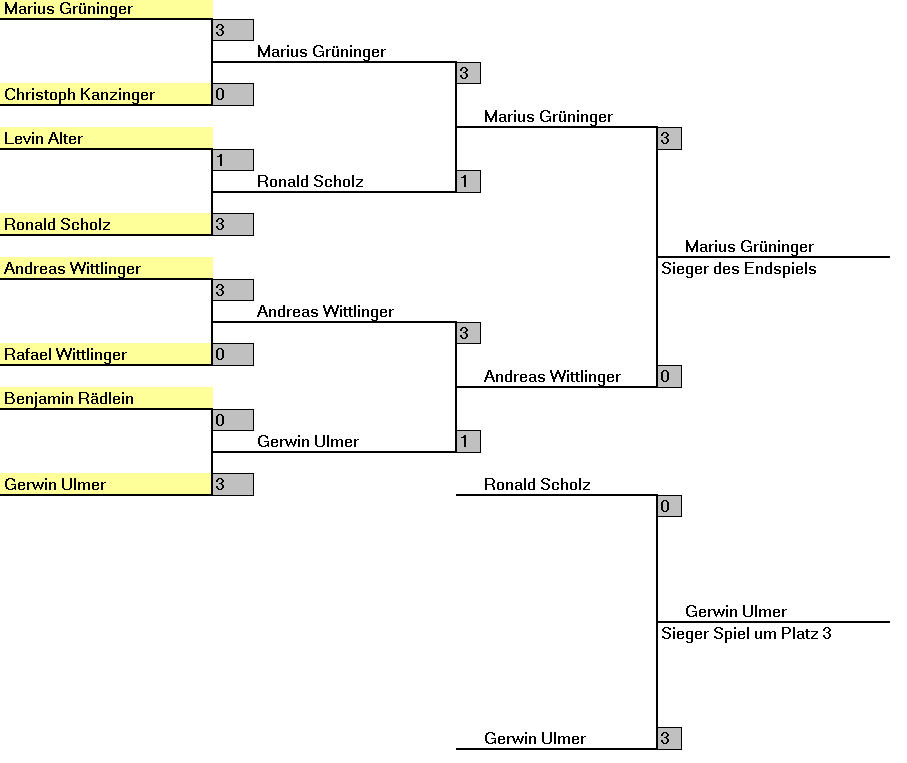 Marius Grüninger
3
Marius Grüninger
3
Christoph Kanzinger
0
Marius Grüninger
3
Levin Alter
1
Ronald Scholz
1
Ronald Scholz
3
Marius Grüninger
Sieger des Endspiels
Andreas Wittlinger
3
Andreas Wittlinger
3
Rafael Wittlinger
0
Andreas Wittlinger
0
Benjamin Rädlein
0
Gerwin Ulmer
1
Gerwin Ulmer
3
Ronald Scholz
0
Gerwin Ulmer
Sieger Spiel um Platz 3
Gerwin Ulmer
3